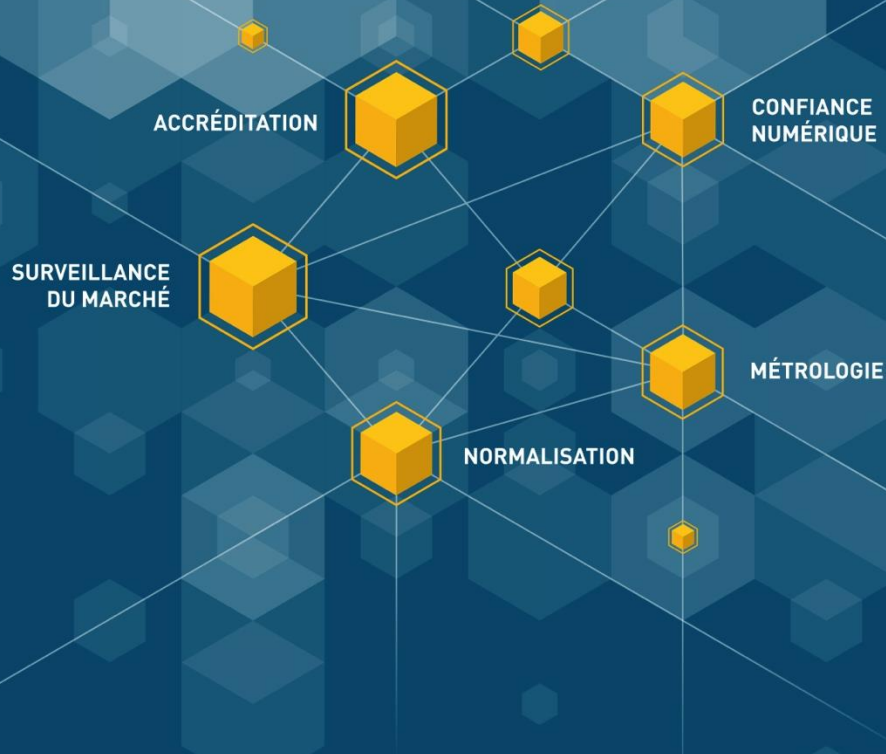 ACCRÉDITATION
CONFIANCE
NUMÉRIQUE
SURVEILLANCE
DU MARCHÉ
MÉTROLOGIE
NORMALISATION